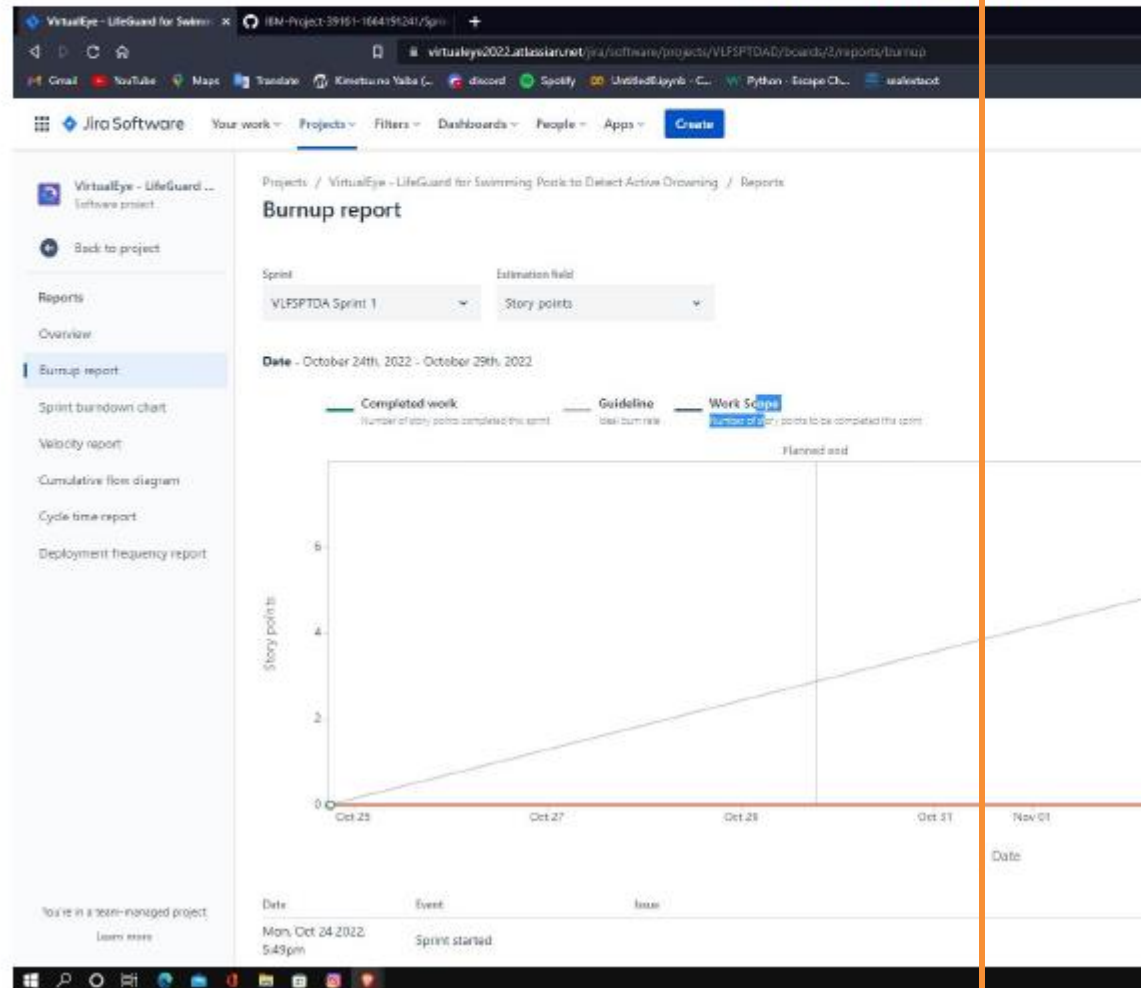 VirtualEye - LifeGuard for Swimm
IBM-Project-39161-1664191241/Spri
virtualeye2022.atlassian.net/jira/software/projects/VLFSPTDAD/boards/2/reports/burnup
Gmail YouTube Maps Translate Kimetsu no Yaiba (... discord Spotify Untitled8.ipynb - C... Python - Escape Ch...
Jira Software Your work Projects Filters Dashboards People Apps Create
VirtualEye - LifeGuard ...
Software project
Back to project
Reports
Overview
Burnup report
Sprint burndown chart
Velocity report
Cumulative flow diagram
Cycle time report
Deployment frequency report
You're in a team-managed project
Learn more
Projects / VirtualEye - LifeGuard for Swimming Pools to Detect Active Drowning / Reports
Burnup report
Sprint Estimation field
VLFSPTDA Sprint 1 Story points
Date - October 24th, 2022 - October 29th, 2022
Completed work Guideline Work Scope
Number of story points completed this sprint Ideal burn rate Number of story points to be completed this sprint
Planned end
6
4
2
0
Story points
Oct 25 Oct 27 Oct 29 Oct 31 Nov 01
Date
Date Event Issue
Mon, Oct 24 2022,
5:49pm
Sprint started